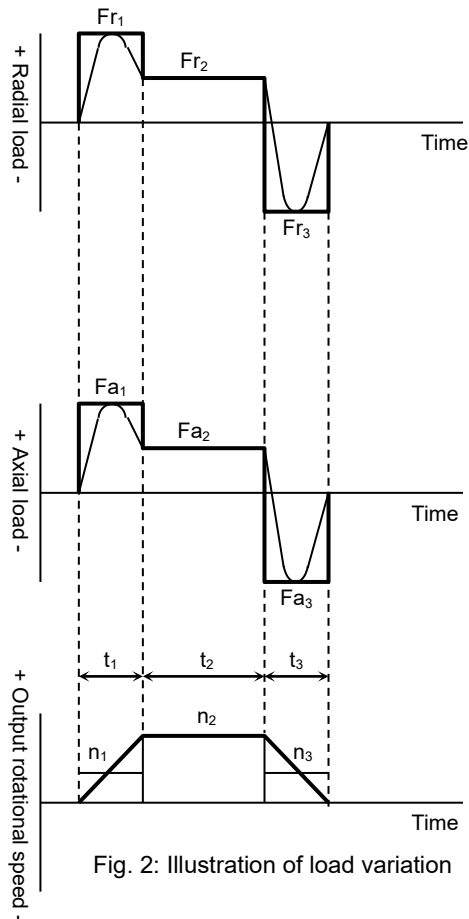 Fr₁
Fr₂
+ Radial load -
Time
Fr₃
Fa₁
Fa₂
+ Axial load -
Time
Fa₃
t₁
t₂
t₃
+ Output rotational speed -
n₁
n₂
n₃
Time
Fig. 2: Illustration of load variation